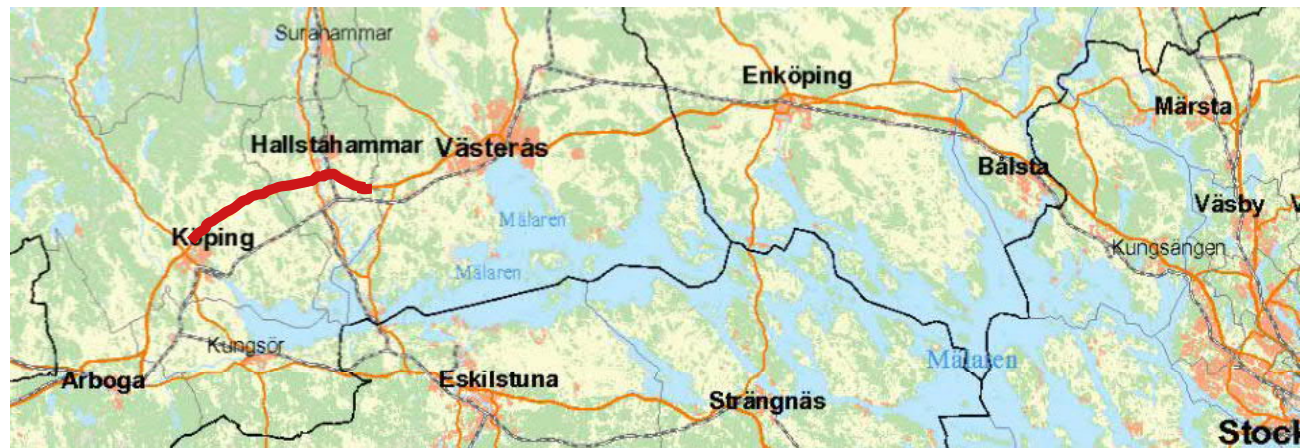 Surahammar
Enköping
Märsta
Hallstahammar
Västerås
Bålsta
Väsby
Mälaren
Köping
Kungsängen
Mälaren
Kungsör
Mälaren
Arboga
Eskilstuna
Strängnäs
Stock